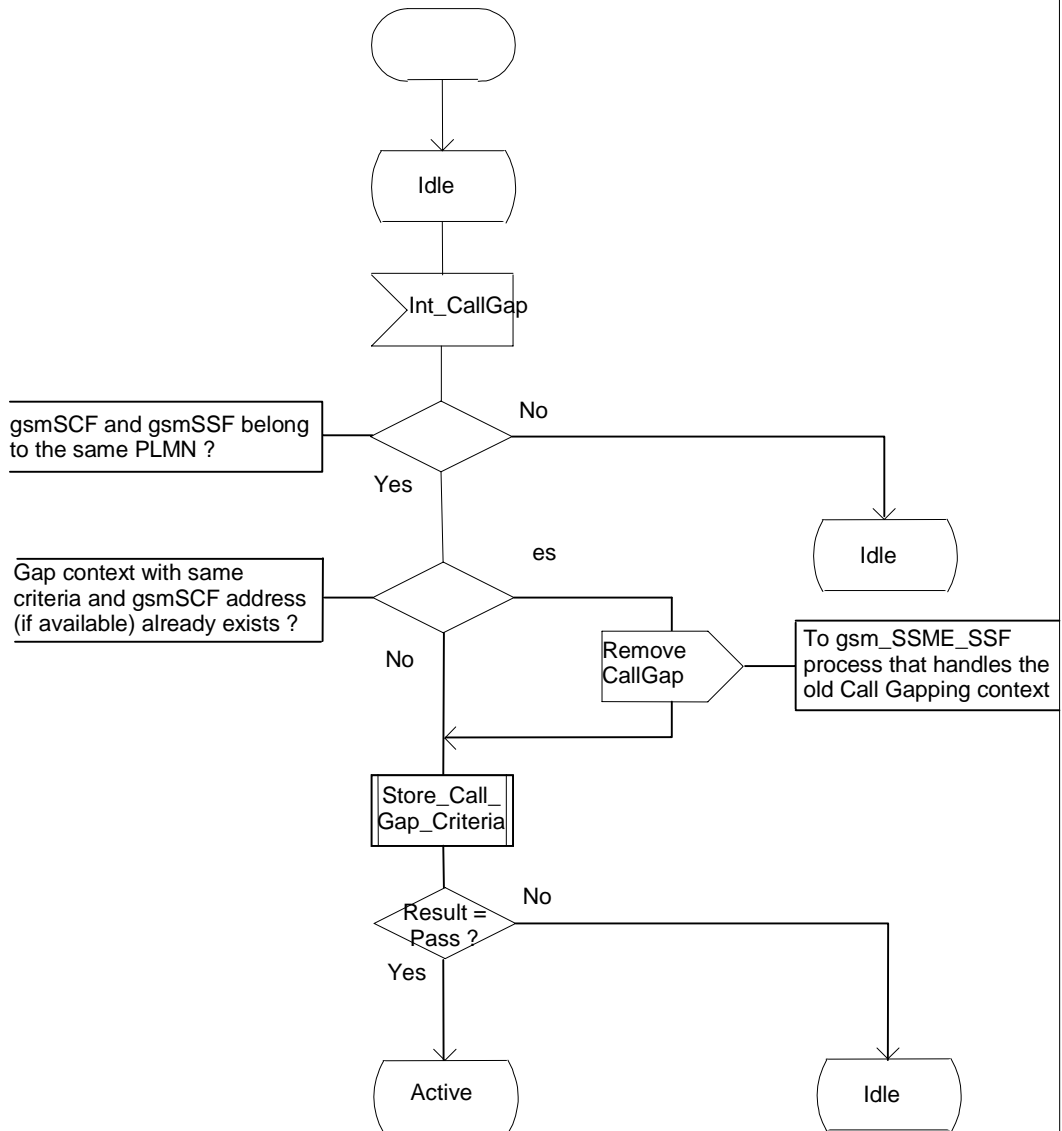 Idle
Int_CallGap
gsmSCF and gsmSSF belong
to the same PLMN ?
No
Yes
Idle
Gap context with same
criteria and gsmSCF address
(if available) already exists ?
es
No
Remove
CallGap
To gsm_SSME_SSF
process that handles the
old Call Gapping context
Store_Call_
Gap_Criteria
Result =
Pass ?
No
Yes
Active
Idle